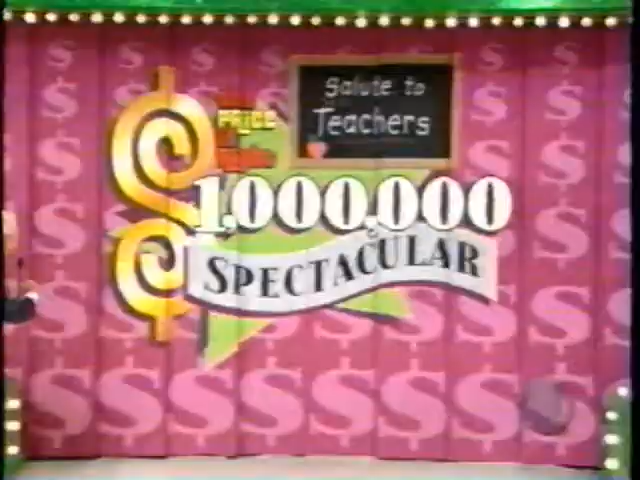 Salute to
Teachers
PRICE
$1,000,000
SPECTACULAR